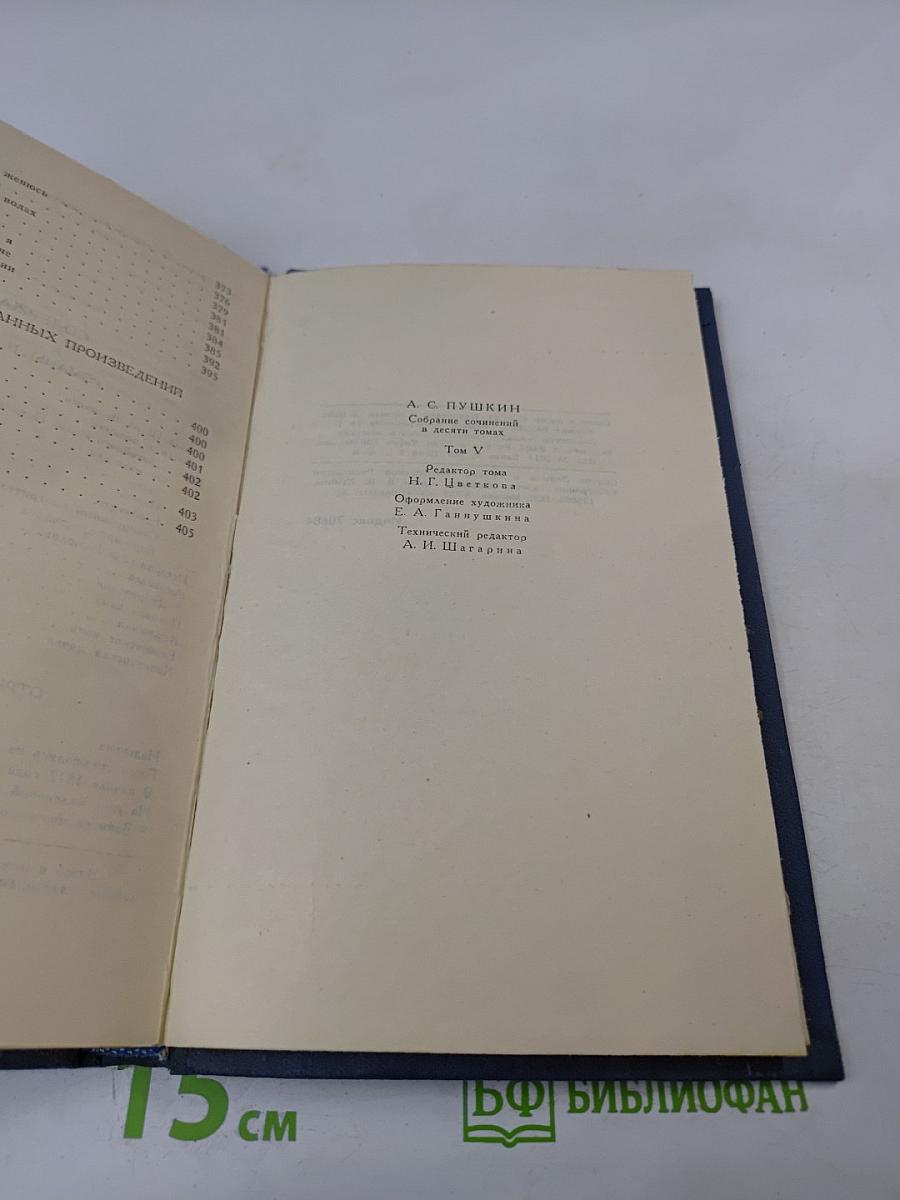 женюсь
водах
я
373
376
379
381
381
384
385
392
395
АННЫХ ПРОИЗВЕДЕНИЙ
400
400
400
401
402
402
403
405
А. С. ПУШКИН
Собрание сочинений
в десяти томах
Том V
Редактор тома
Н. Г. Цветкова
Оформление художника
Е. А. Ганнушкина
Технический редактор
А. И. Шагарина
15 см
БФ БИБЛИОФАН